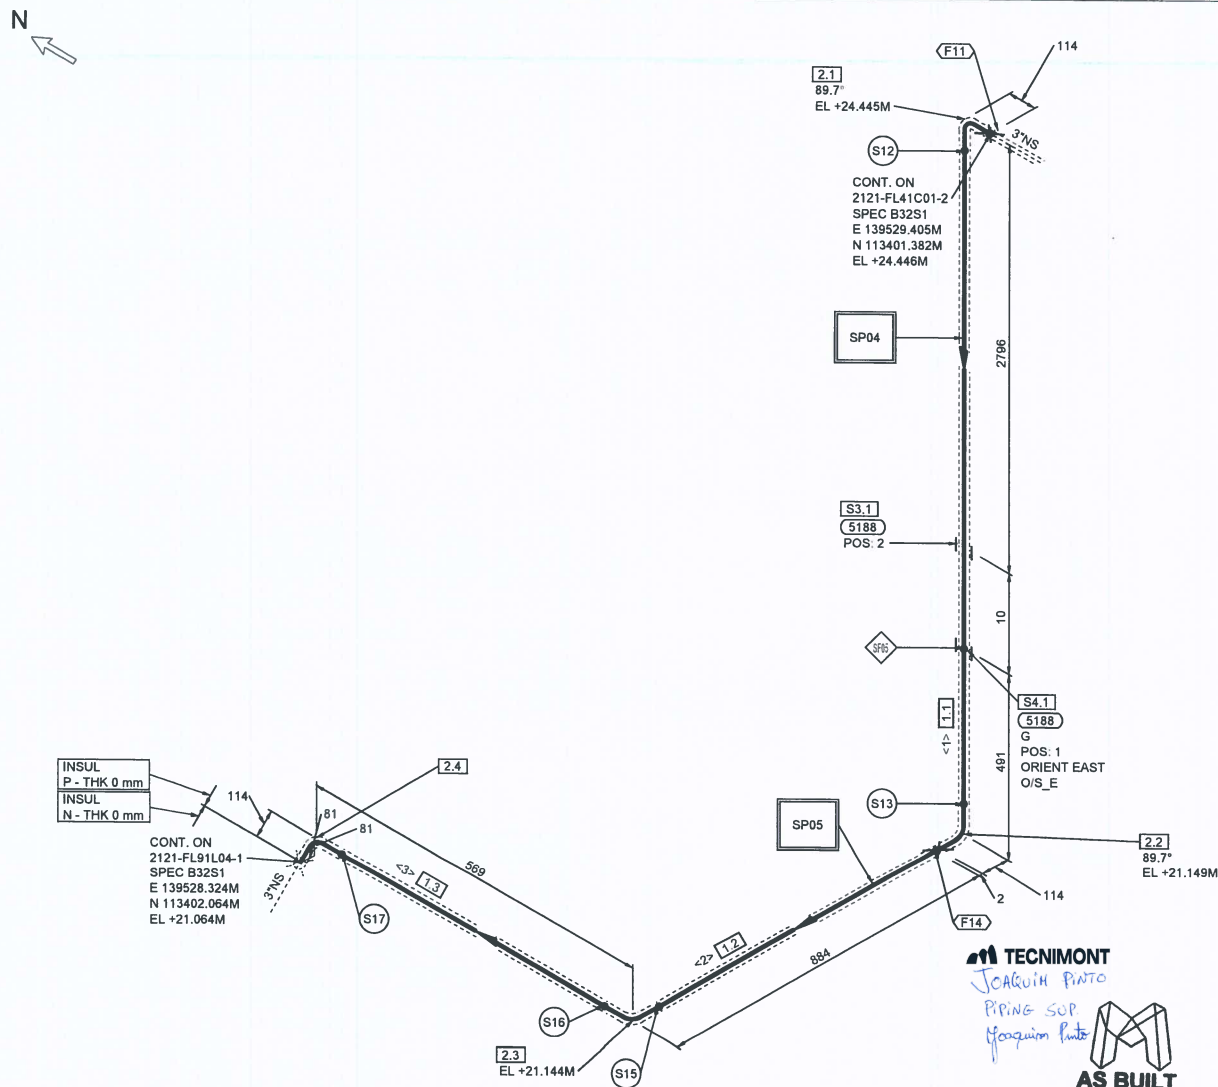 N
F11
114
2.1
89.7°
EL +24.445M
3"NS
S12
CONT. ON
2121-FL41C01-2
SPEC B32S1
E 139529.405M
N 113401.382M
EL +24.446M
SP04
2796
S3.1
5188
POS: 2
10
SF05
S4.1
5188
G
POS: 1
ORIENT EAST
O/S_E
<1> 1.1
491
S13
SP05
2.2
89.7°
EL +21.149M
2
114
F14
884
<2> 1.2
INSUL
P - THK 0 mm
INSUL
N - THK 0 mm
114
2.4
81
81
CONT. ON
2121-FL91L04-1
SPEC B32S1
E 139528.324M
N 113402.064M
EL +21.064M
3"NS
<3> 1.3
569
S17
S16
2.3
EL +21.144M
S15
TECNIMONT
JOAQUIM PINTO
PIPING SUP.
Joaquim Pinto
AS BUILT